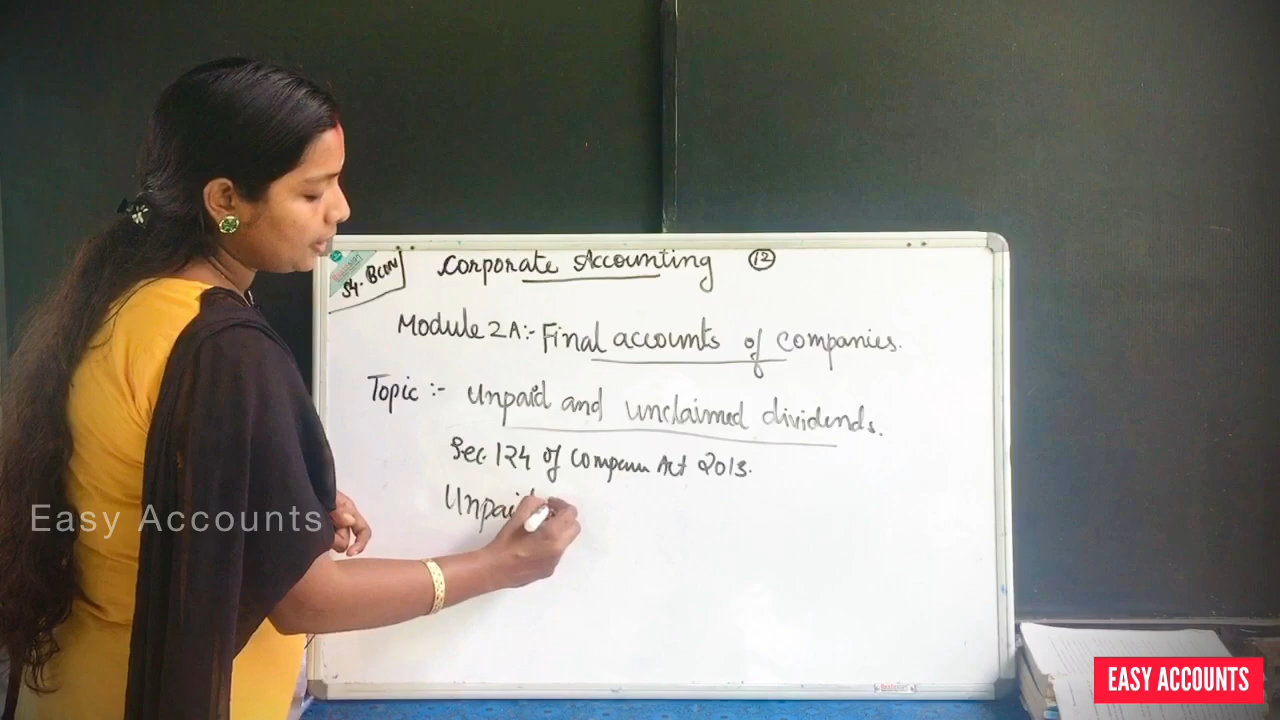 S4. BCOM
Corporate Accounting 12
Module 2A:- Final accounts of companies.
Topic :- Unpaid and unclaimed dividends.
Sec. 124 of Act 2013.
Unpaid
Easy Accounts
EASY ACCOUNTS